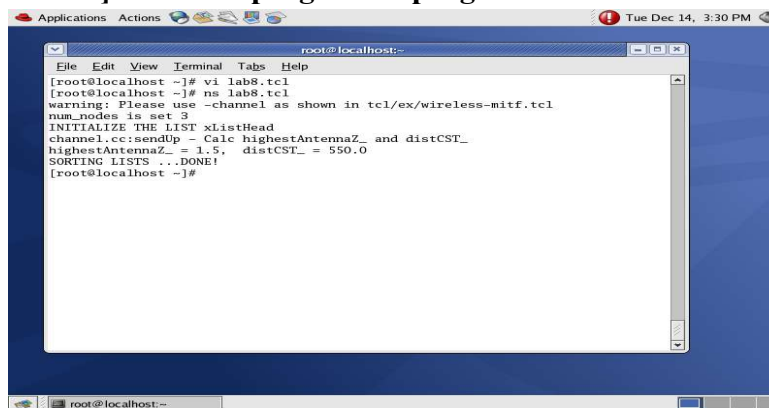 Applications Actions Tue Dec 14, 3:30 PM
root@localhost:~
File Edit View Terminal Tabs Help
[root@localhost ~]# vi lab8.tcl
[root@localhost ~]# ns lab8.tcl
warning: Please use -channel as shown in tcl/ex/wireless-mitf.tcl
num_nodes is set 3
INITIALIZE THE LIST xListHead
channel.cc:sendUp - Calc highestAntennaZ_ and distCST_
highestAntennaZ_ = 1.5,  distCST_ = 550.0
SORTING LISTS ...DONE!
[root@localhost ~]#
root@localhost:~